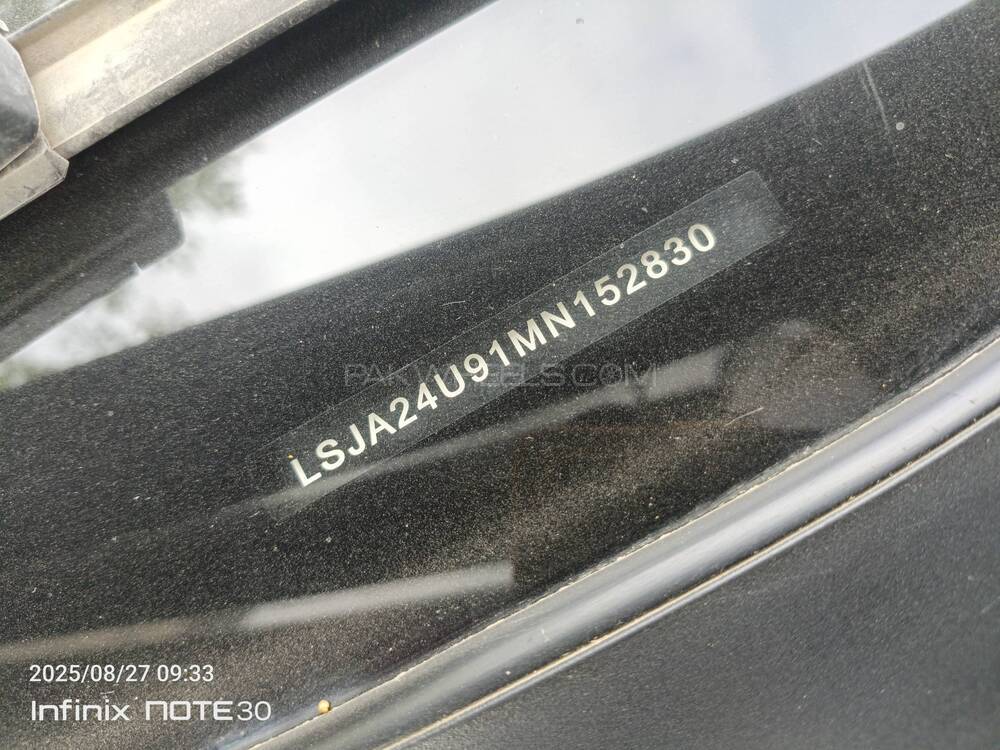 LSJA24U91MN152830
PAKWHEELS.COM
2025/08/27 09:33
Infinix NOTE30